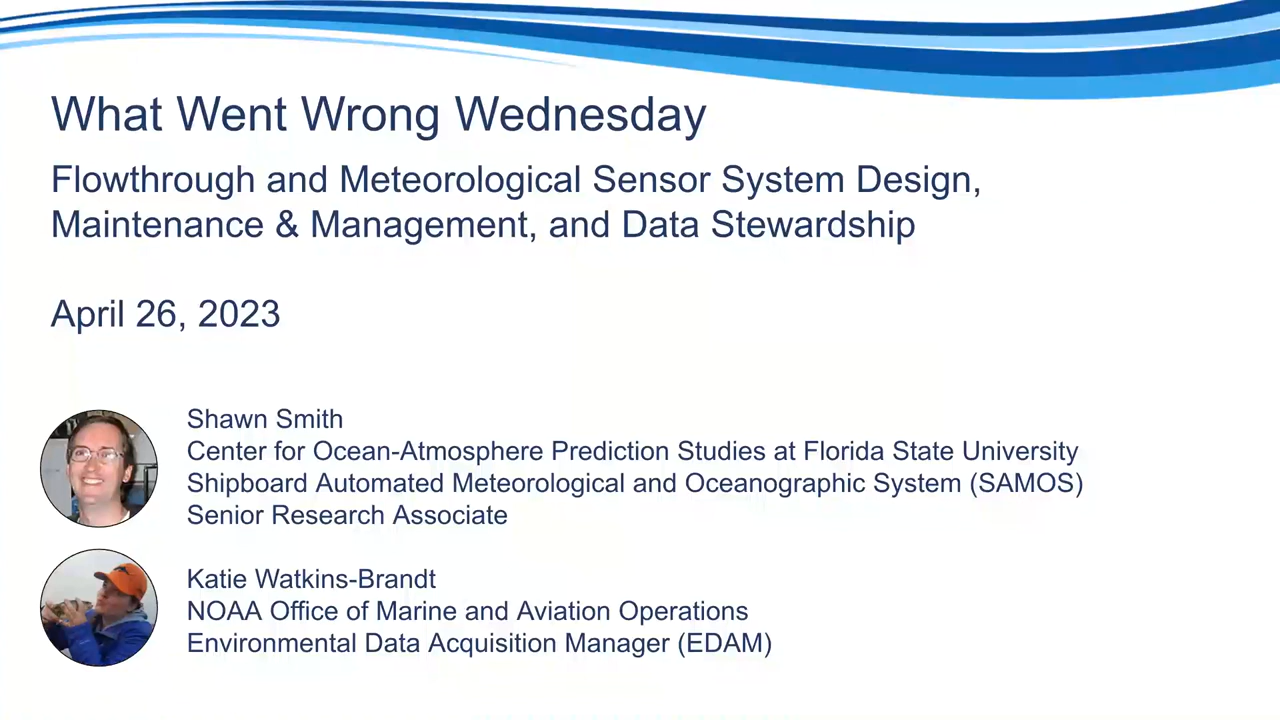 What Went Wrong Wednesday
Flowthrough and Meteorological Sensor System Design,
Maintenance & Management, and Data Stewardship
April 26, 2023
Shawn Smith
Center for Ocean-Atmosphere Prediction Studies at Florida State University
Shipboard Automated Meteorological and Oceanographic System (SAMOS)
Senior Research Associate
Katie Watkins-Brandt
NOAA Office of Marine and Aviation Operations
Environmental Data Acquisition Manager (EDAM)